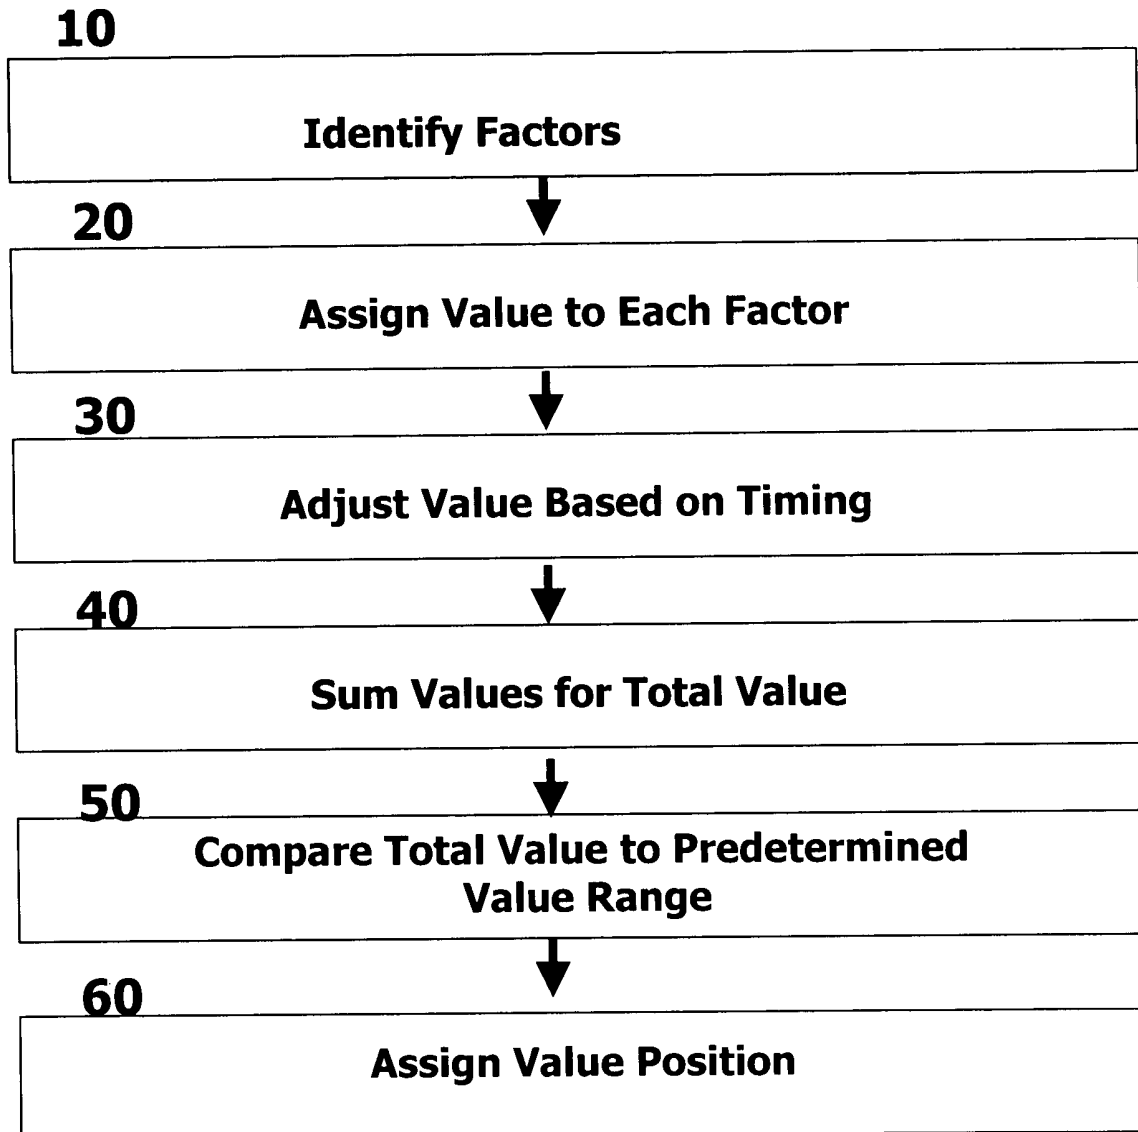 10
Identify Factors
20
Assign Value to Each Factor
30
Adjust Value Based on Timing
40
Sum Values for Total Value
50
Compare Total Value to Predetermined
Value Range
60
Assign Value Position